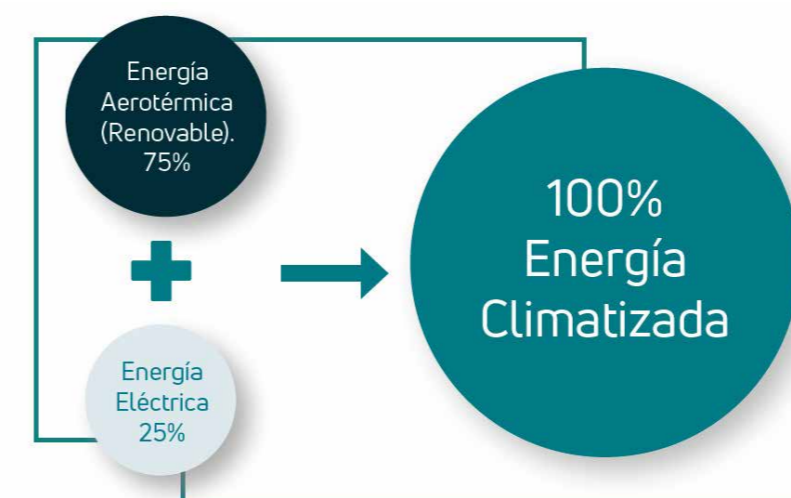 Energía
Aerotérmica
(Renovable).
75%
Energía
Eléctrica
25%
100%
Energía
Climatizada